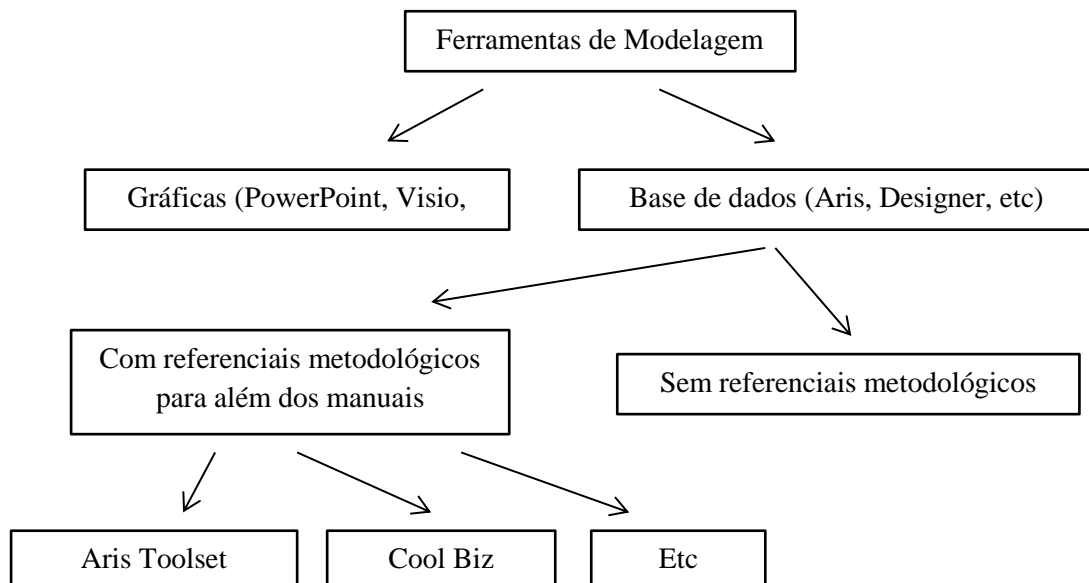 Ferramentas de Modelagem
Gráficas (PowerPoint, Visio,
Base de dados (Aris, Designer, etc)
Com referenciais metodológicos
para além dos manuais
Sem referenciais metodológicos
Aris Toolset
Cool Biz
Etc